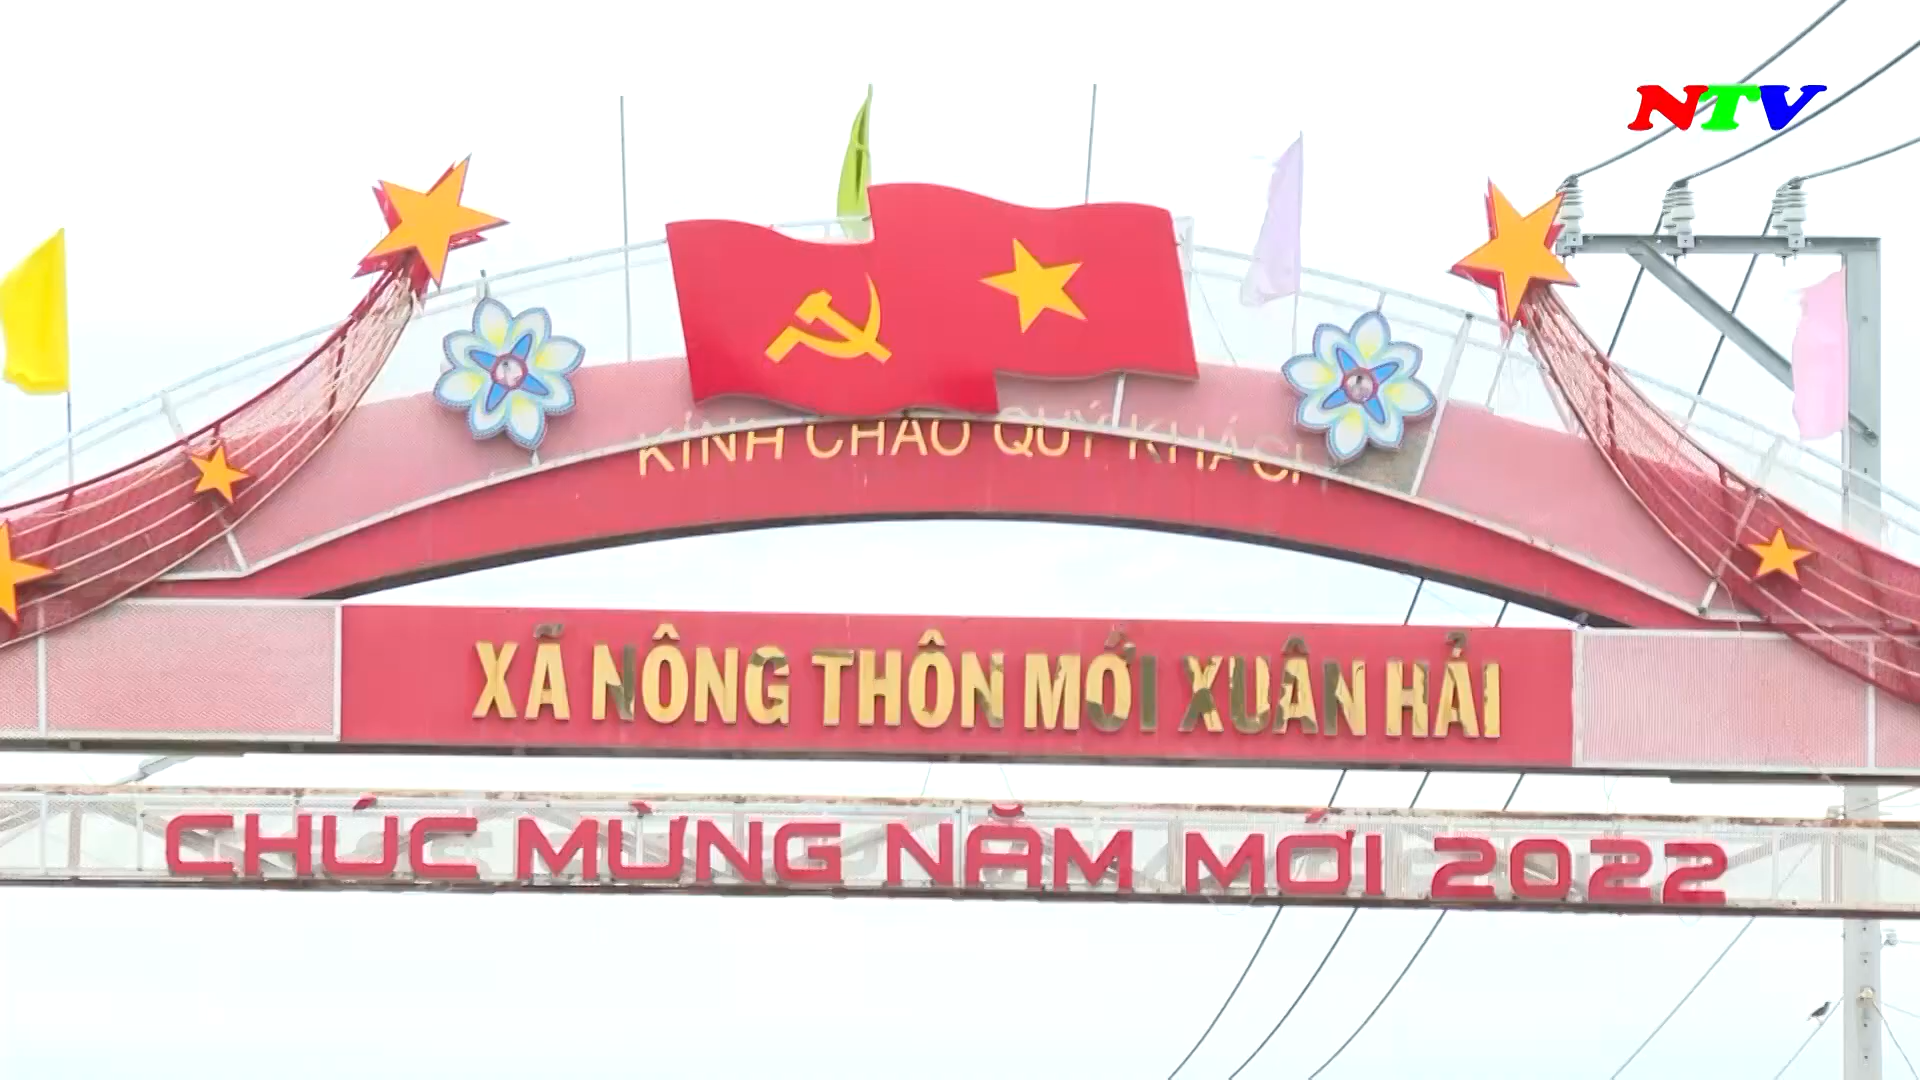 NTV
KÍNH CHÀO QUÝ KHÁCH
XÃ NÔNG THÔN MỚI XUÂN HẢI
CHÚC MỪNG NĂM MỚI 2022